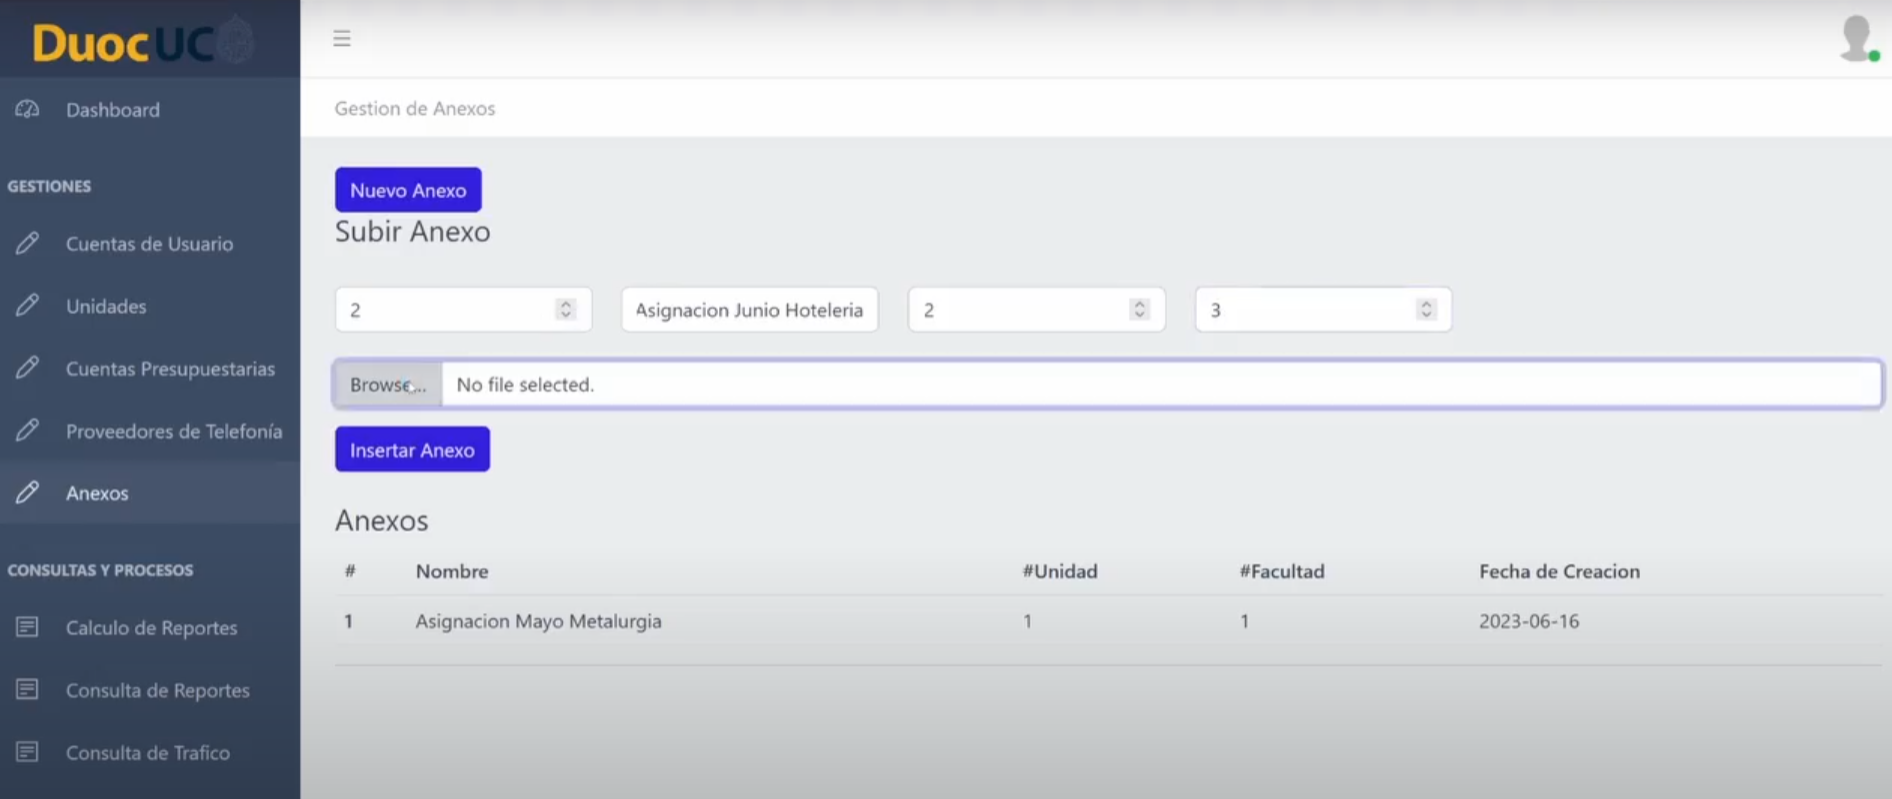 DuocUC
Dashboard
GESTIONES
Cuentas de Usuario
Unidades
Cuentas Presupuestarias
Proveedores de Telefonía
Anexos
CONSULTAS Y PROCESOS
Calculo de Reportes
Consulta de Reportes
Consulta de Trafico
Gestion de Anexos
Nuevo Anexo
Subir Anexo
2 Asignacion Junio Hoteleria 2 3
Browse... No file selected.
Insertar Anexo
Anexos
# Nombre #Unidad #Facultad Fecha de Creacion
1 Asignacion Mayo Metalurgia 1 1 2023-06-16